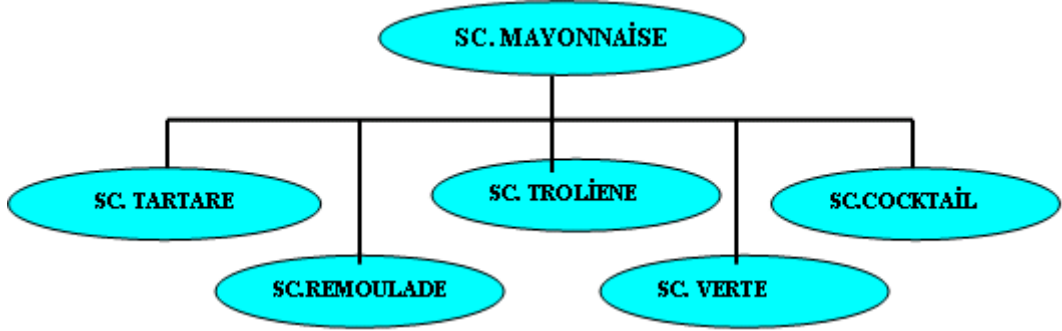 SC. MAYONNAİSE
SC. TARTARE
SC. TROLİENE
SC.COCKTAİL
SC.REMOULADE
SC. VERTE